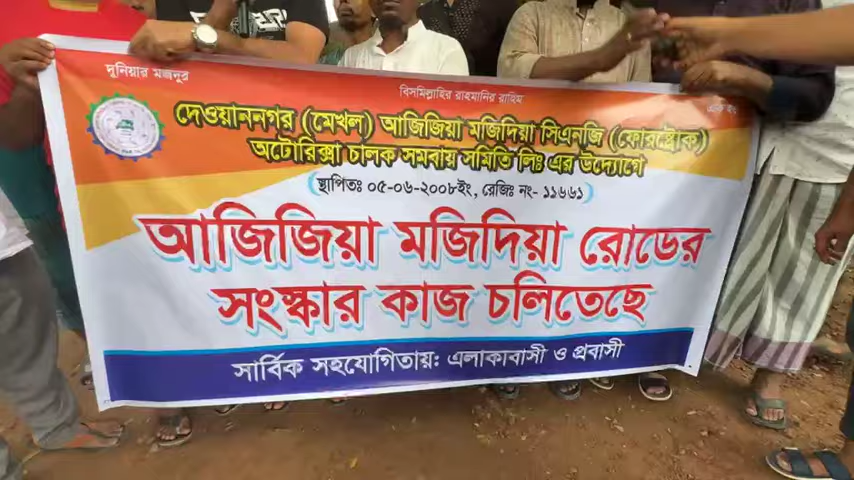 দুনিয়ার মজদুর
বিসমিল্লাহির রাহমানির রাহিম
দেওয়াননগর (মেখল) আজিজিয়া মজিদিয়া সিএনজি (ফোরষ্ট্রোক)
অটোরিক্সা চালক সমবায় সমিতি লিঃ এর উদ্যোগে
(স্থাপিতঃ ০৫-০৬-২০০৮ইং, রেজিঃ নং- ১১৬৬১)
আজিজিয়া মজিদিয়া রোডের
সংস্কার কাজ চলিতেছে
সার্বিক সহযোগিতায়: এলাকাবাসী ও প্রবাসী